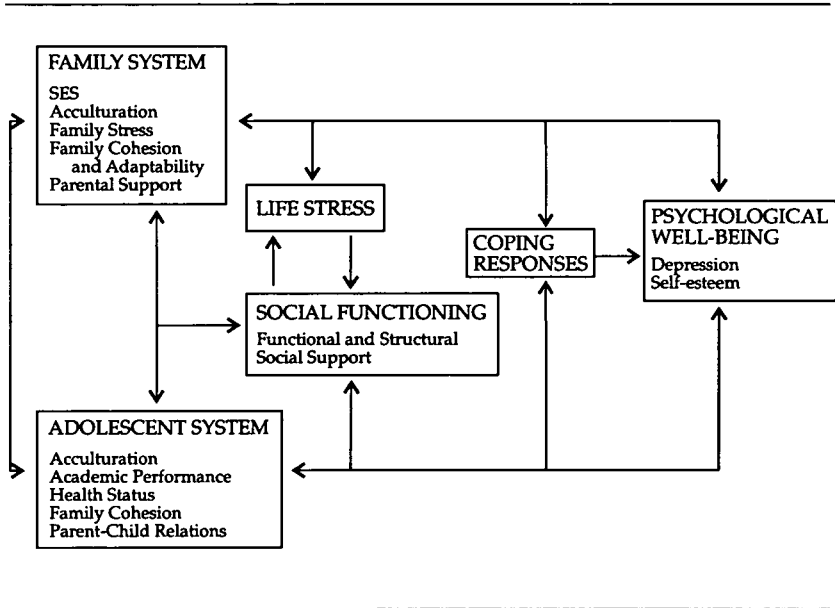 FAMILY SYSTEM
SES
Acculturation
Family Stress
Family Cohesion
and Adaptability
Parental Support
LIFE STRESS
COPING
RESPONSES
PSYCHOLOGICAL
WELL-BEING
Depression
Self-esteem
SOCIAL FUNCTIONING
Functional and Structural
Social Support
ADOLESCENT SYSTEM
Acculturation
Academic Performance
Health Status
Family Cohesion
Parent-Child Relations